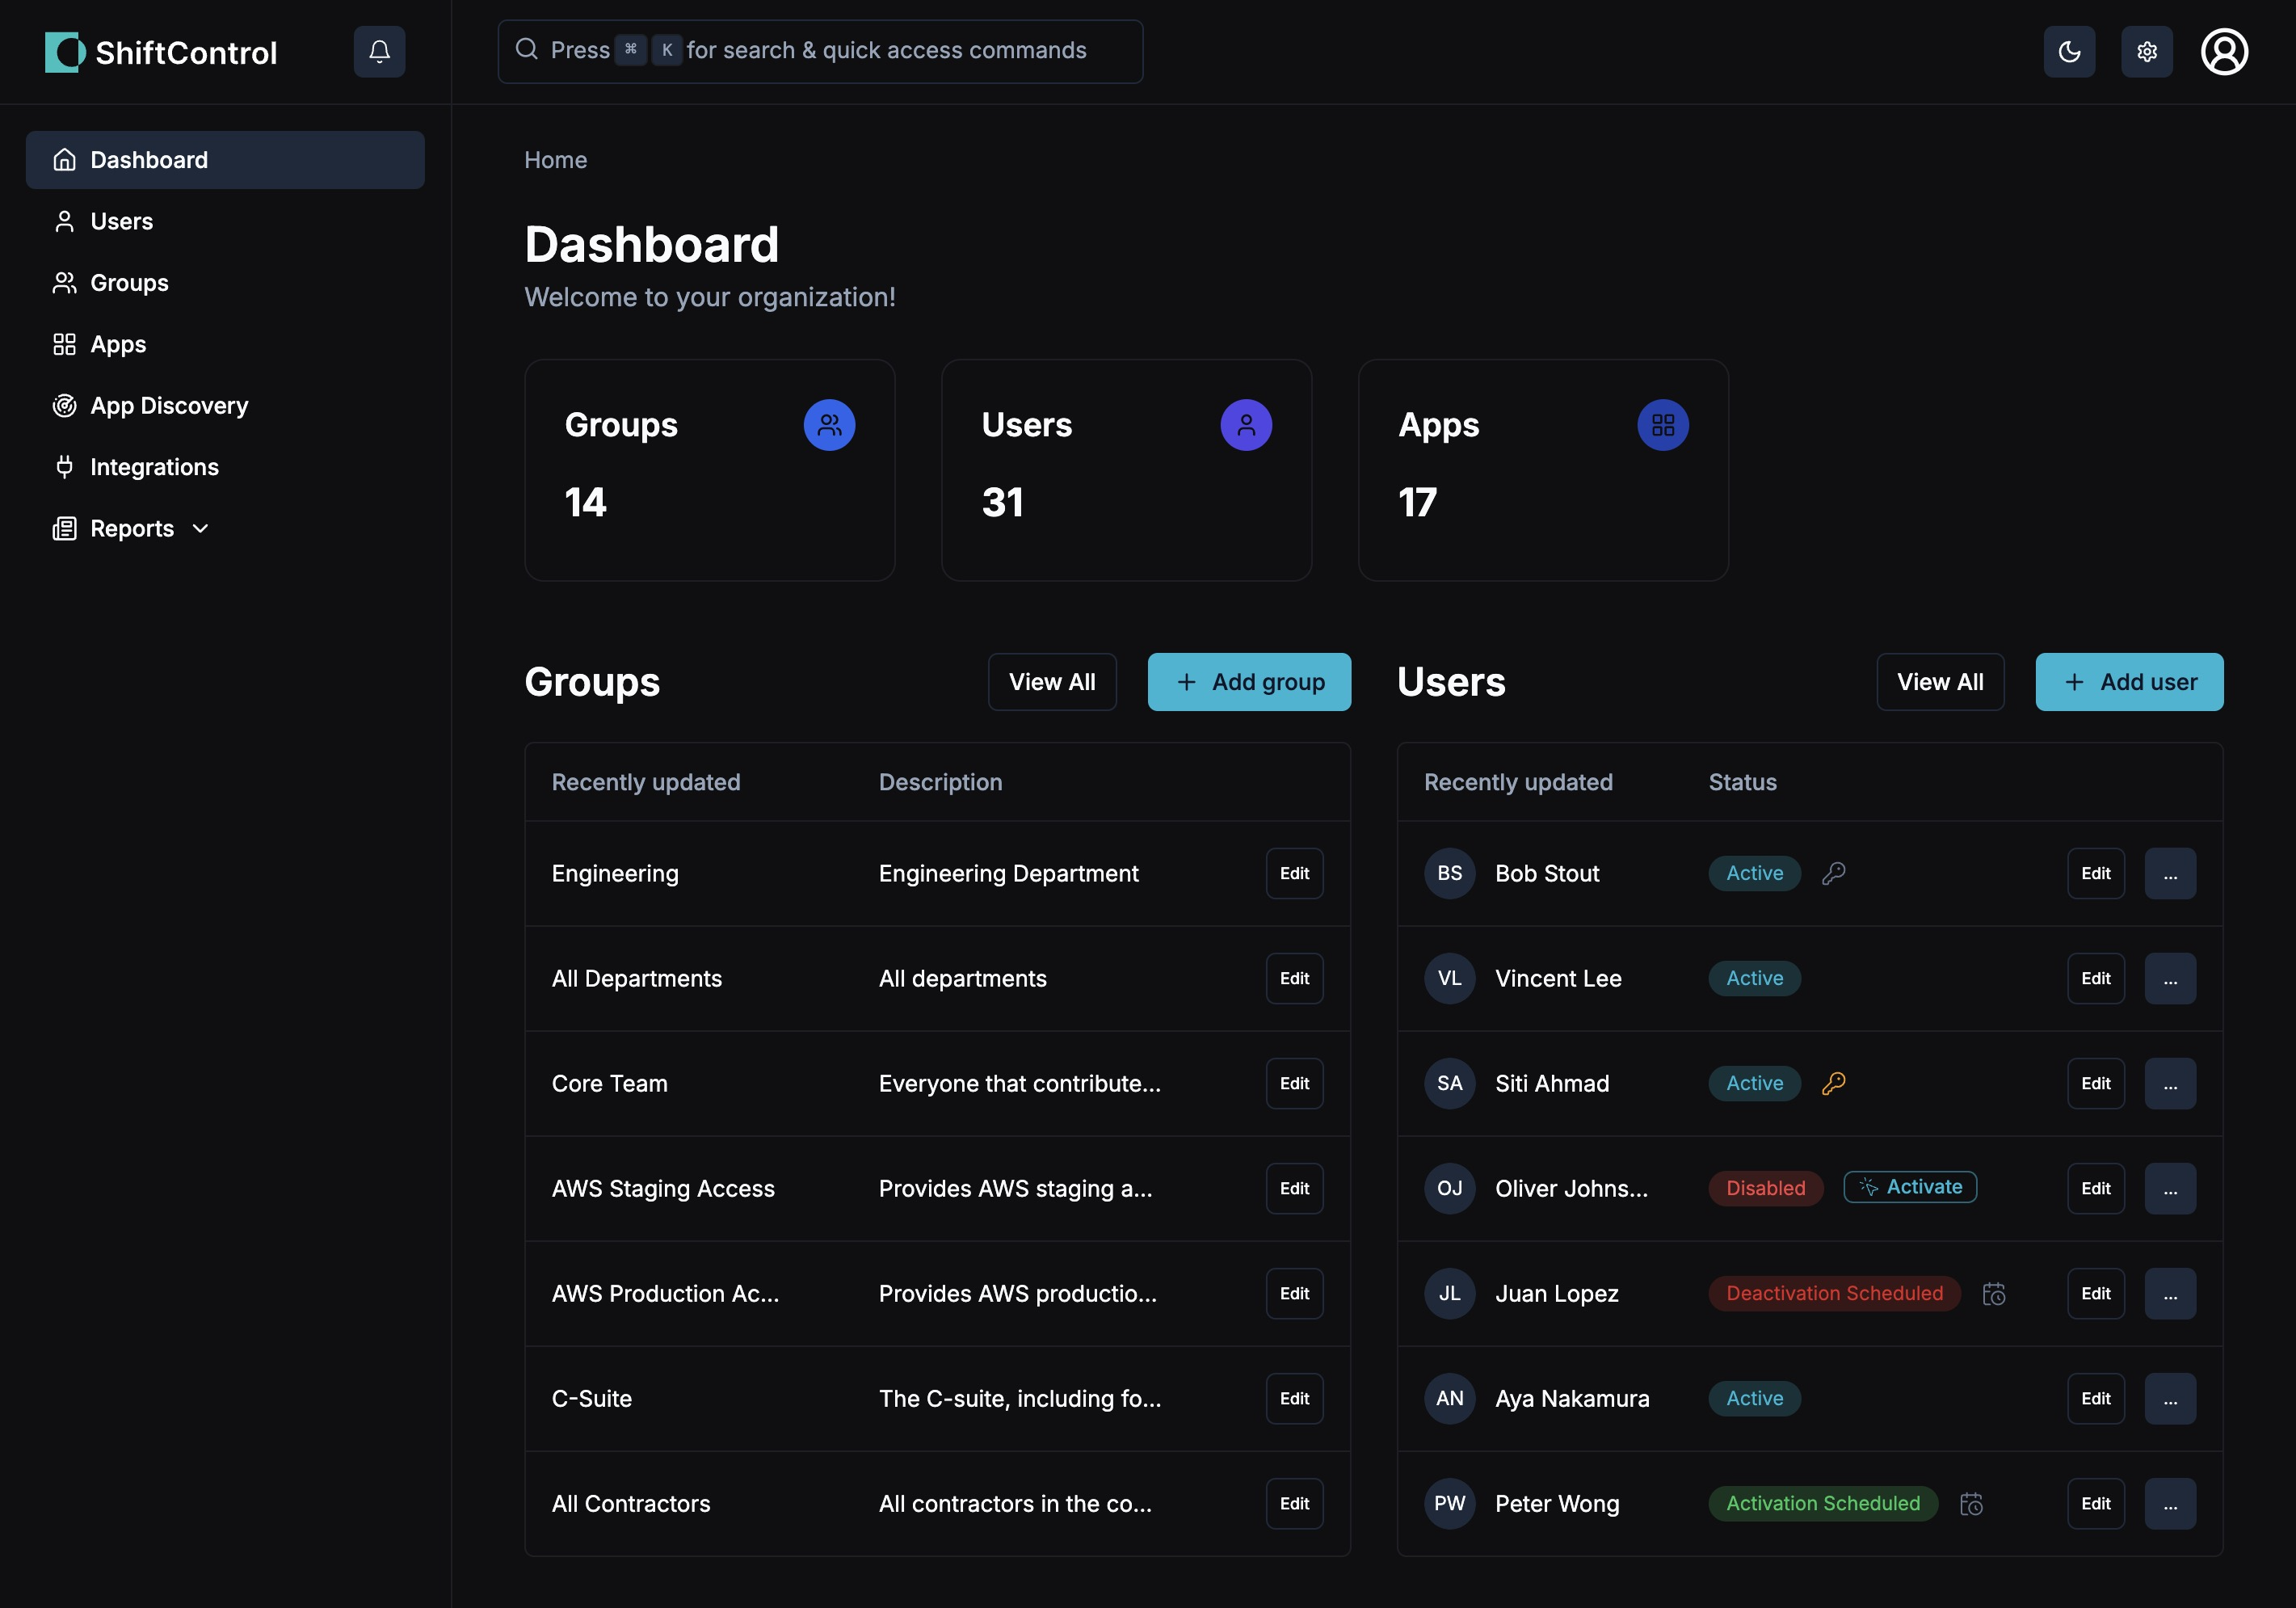 ShiftControl
Press ⌘ K for search & quick access commands
Dashboard
Users
Groups
Apps
App Discovery
Integrations
Reports
Home
Dashboard
Welcome to your organization!
Groups
14
Users
31
Apps
17
Groups
View All
+ Add group
Recently updated Description
Engineering Engineering Department Edit
All Departments All departments Edit
Core Team Everyone that contribute... Edit
AWS Staging Access Provides AWS staging a... Edit
AWS Production Ac... Provides AWS productio... Edit
C-Suite The C-suite, including fo... Edit
All Contractors All contractors in the co... Edit
Users
View All
+ Add user
Recently updated Status
BS Bob Stout Active Edit ...
VL Vincent Lee Active Edit ...
SA Siti Ahmad Active Edit ...
OJ Oliver Johns... Disabled Activate Edit ...
JL Juan Lopez Deactivation Scheduled Edit ...
AN Aya Nakamura Active Edit ...
PW Peter Wong Activation Scheduled Edit ...